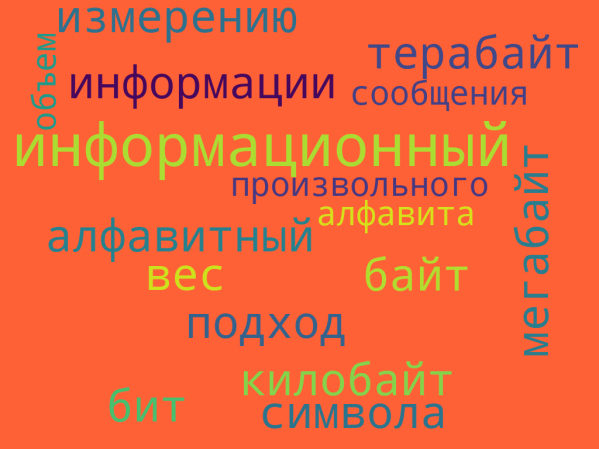 измерению
терабайт
объем
информации
сообщения
информационный
произвольного
алфавита
мегабайт
алфавитный
вес
байт
подход
килобайт
бит
символа